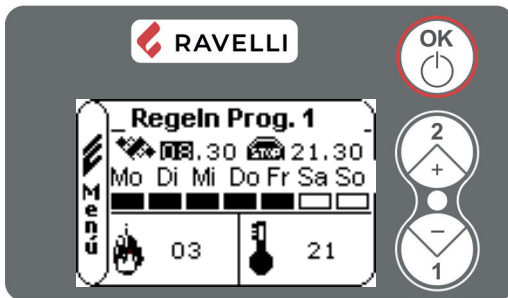 RAVELLI
OK
Regeln Prog. 1
08.30 STOP 21.30
Mo Di Mi Do Fr Sa So
Menú
03
21
2
+
−
1